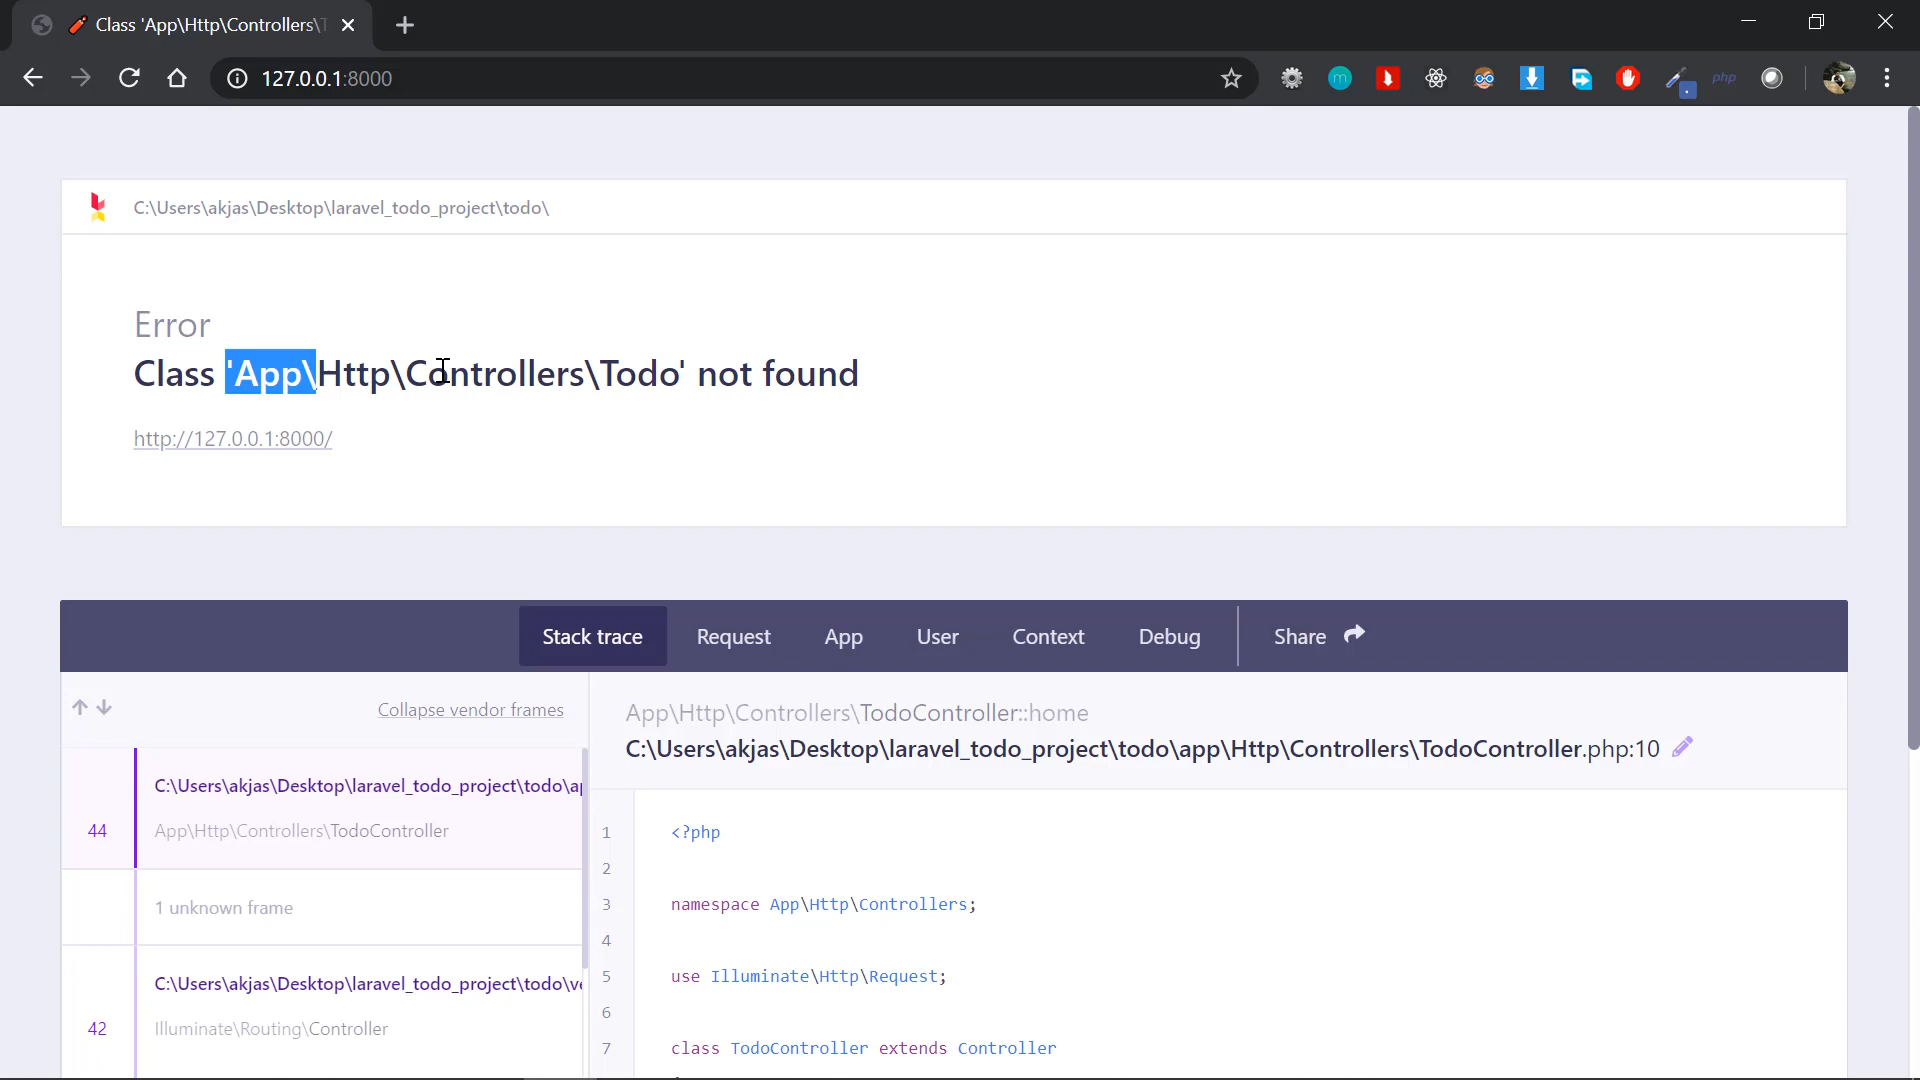 Class 'App\Http\Controllers\T
127.0.0.1:8000
m
php
C:\Users\akjas\Desktop\laravel_todo_project\todo\
Error
Class 'App\Http\Controllers\Todo' not found
http://127.0.0.1:8000/
Stack trace
Request
App
User
Context
Debug
Share
Collapse vendor frames
C:\Users\akjas\Desktop\laravel_todo_project\todo\a
44
App\Http\Controllers\TodoController
1 unknown frame
C:\Users\akjas\Desktop\laravel_todo_project\todo\v
42
Illuminate\Routing\Controller
App\Http\Controllers\TodoController::home
C:\Users\akjas\Desktop\laravel_todo_project\todo\app\Http\Controllers\TodoController.php:10
1 <?php
2
3 namespace App\Http\Controllers;
4
5 use Illuminate\Http\Request;
6
7 class TodoController extends Controller